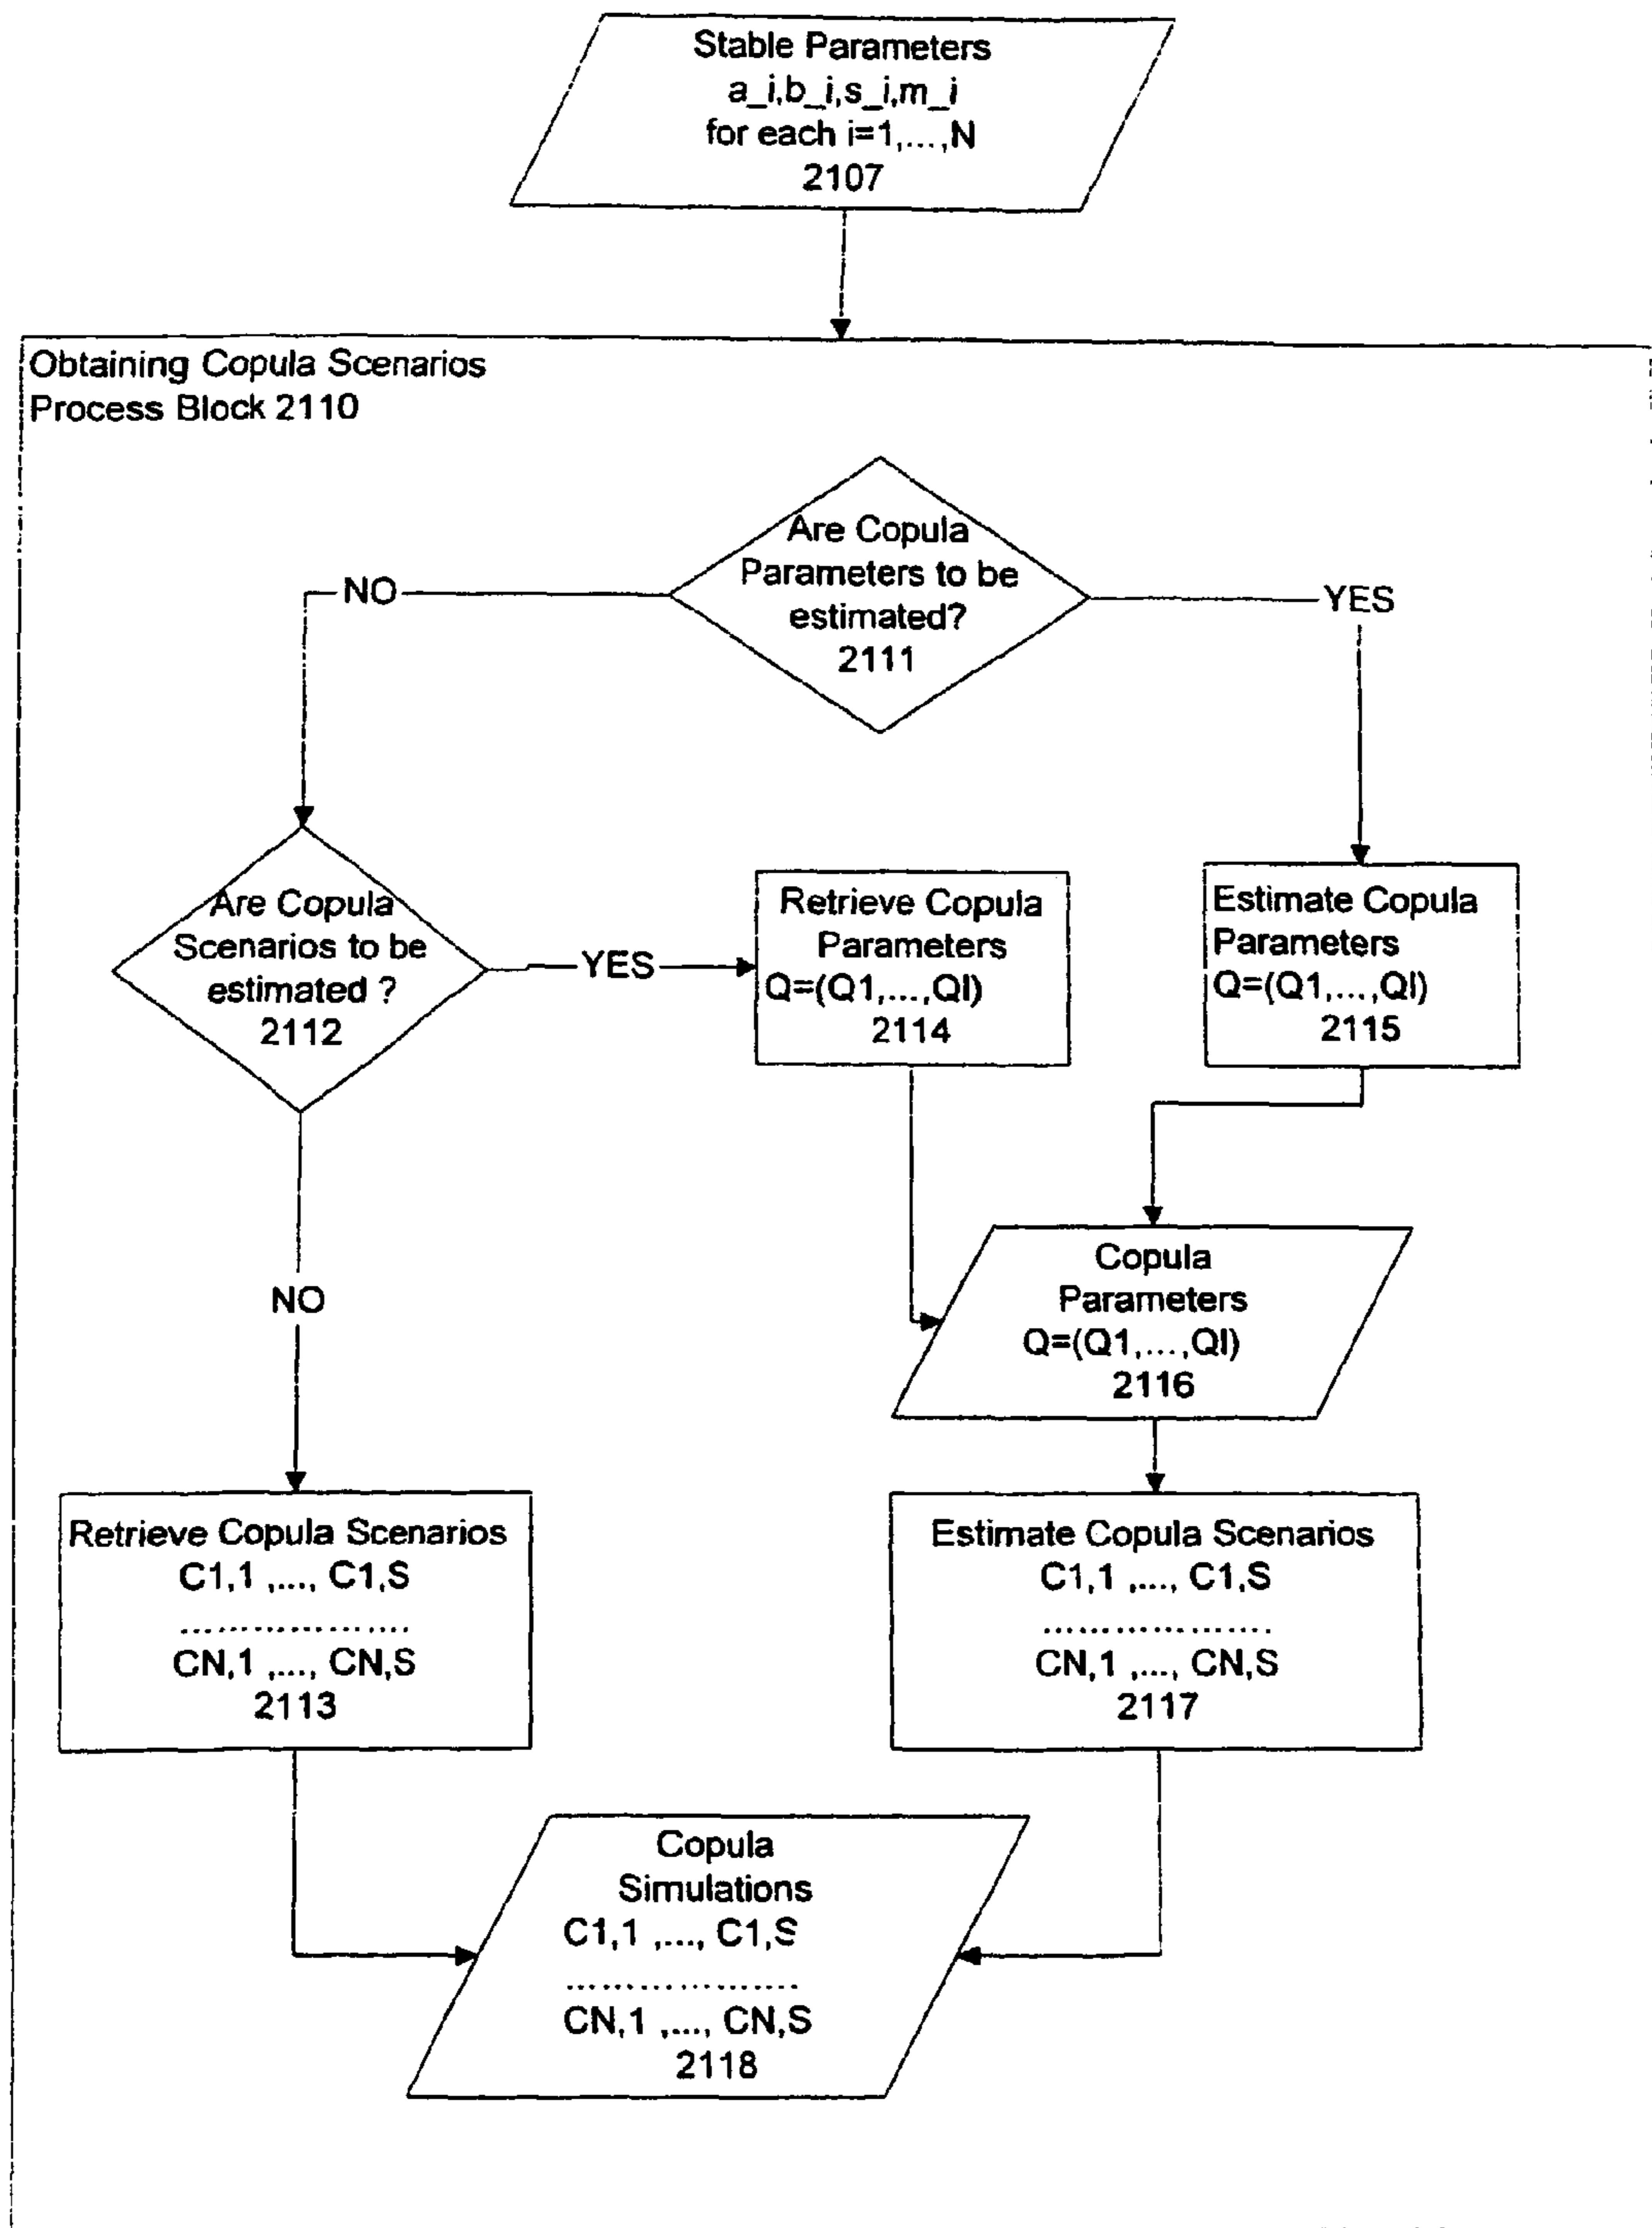 Stable Parameters
a_i,b_i,s_i,m_i
for each i=1,...,N
2107
Obtaining Copula Scenarios
Process Block 2110
Are Copula
Parameters to be
estimated?
2111
NO
YES
Are Copula
Scenarios to be
estimated ?
2112
YES
Retrieve Copula
Parameters
Q=(Q1,...,Ql)
2114
Estimate Copula
Parameters
Q=(Q1,...,Ql)
2115
Copula
Parameters
Q=(Q1,...,Ql)
2116
NO
Retrieve Copula Scenarios
C1,1 ,..., C1,S
...................
CN,1 ,..., CN,S
2113
Estimate Copula Scenarios
C1,1 ,..., C1,S
...................
CN,1 ,..., CN,S
2117
Copula
Simulations
C1,1 ,..., C1,S
...................
CN,1 ,..., CN,S
2118